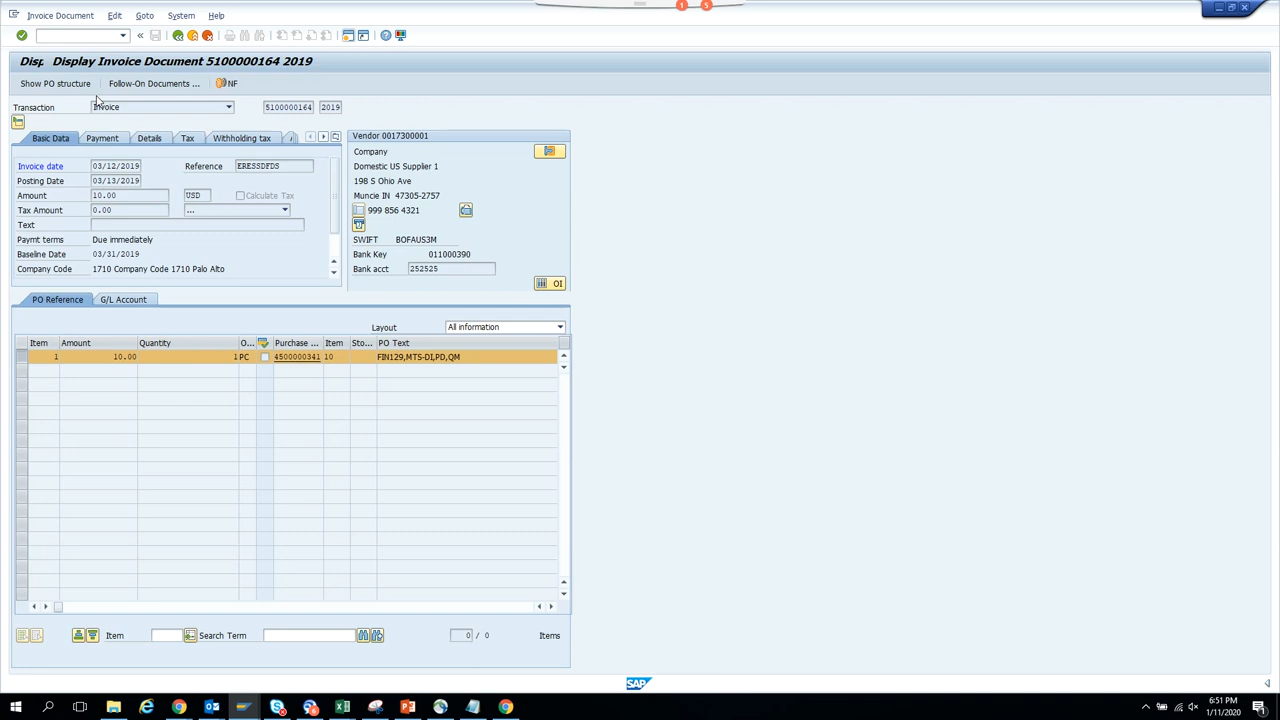 Invoice Document Edit Goto System Help
1 5
Disp Display Invoice Document 5100000164 2019
Show PO structure Follow-On Documents ... NF
Transaction Invoice 5100000164 2019
Basic Data Payment Details Tax Withholding tax
Invoice date 03/12/2019 Reference ERESSDFDS
Posting Date 03/13/2019
Amount 10.00 USD Calculate Tax
Tax Amount 0.00 ...
Text
Paymt terms Due immediately
Baseline Date 03/31/2019
Company Code 1710 Company Code 1710 Palo Alto
Vendor 0017300001
Company
Domestic US Supplier 1
198 S Ohio Ave
Muncie IN 47305-2757
999 856 4321
SWIFT BOFAUS3M
Bank Key 011000390
Bank acct 252525
OI
PO Reference G/L Account
Layout All information
Item Amount Quantity O... Purchase ... Item Sto... PO Text
1 10.00 1 PC 4500000341 10 FIN129,MTS-DI,PD,QM
Item Search Term 0 / 0 Items
SAP
6:51 PM
1/11/2020